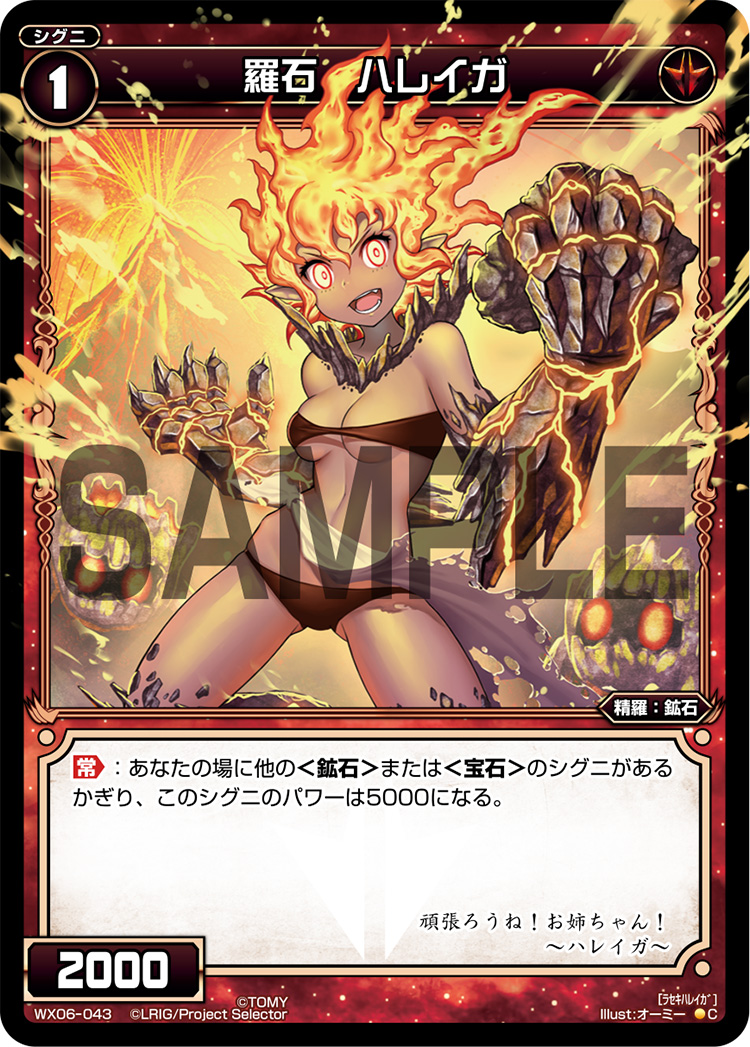 シグニ
1
羅石 ハレイガ
SAMPLE
精羅：鉱石
常：あなたの場に他の＜鉱石＞または＜宝石＞のシグニがある
かぎり、このシグニのパワーは5000になる。
頑張ろうね！お姉ちゃん！
～ハレイガ～
2000
©TOMY
[ラセキハレイガ]
WX06-043 ©LRIG/Project Selector
Illust:オーミー C